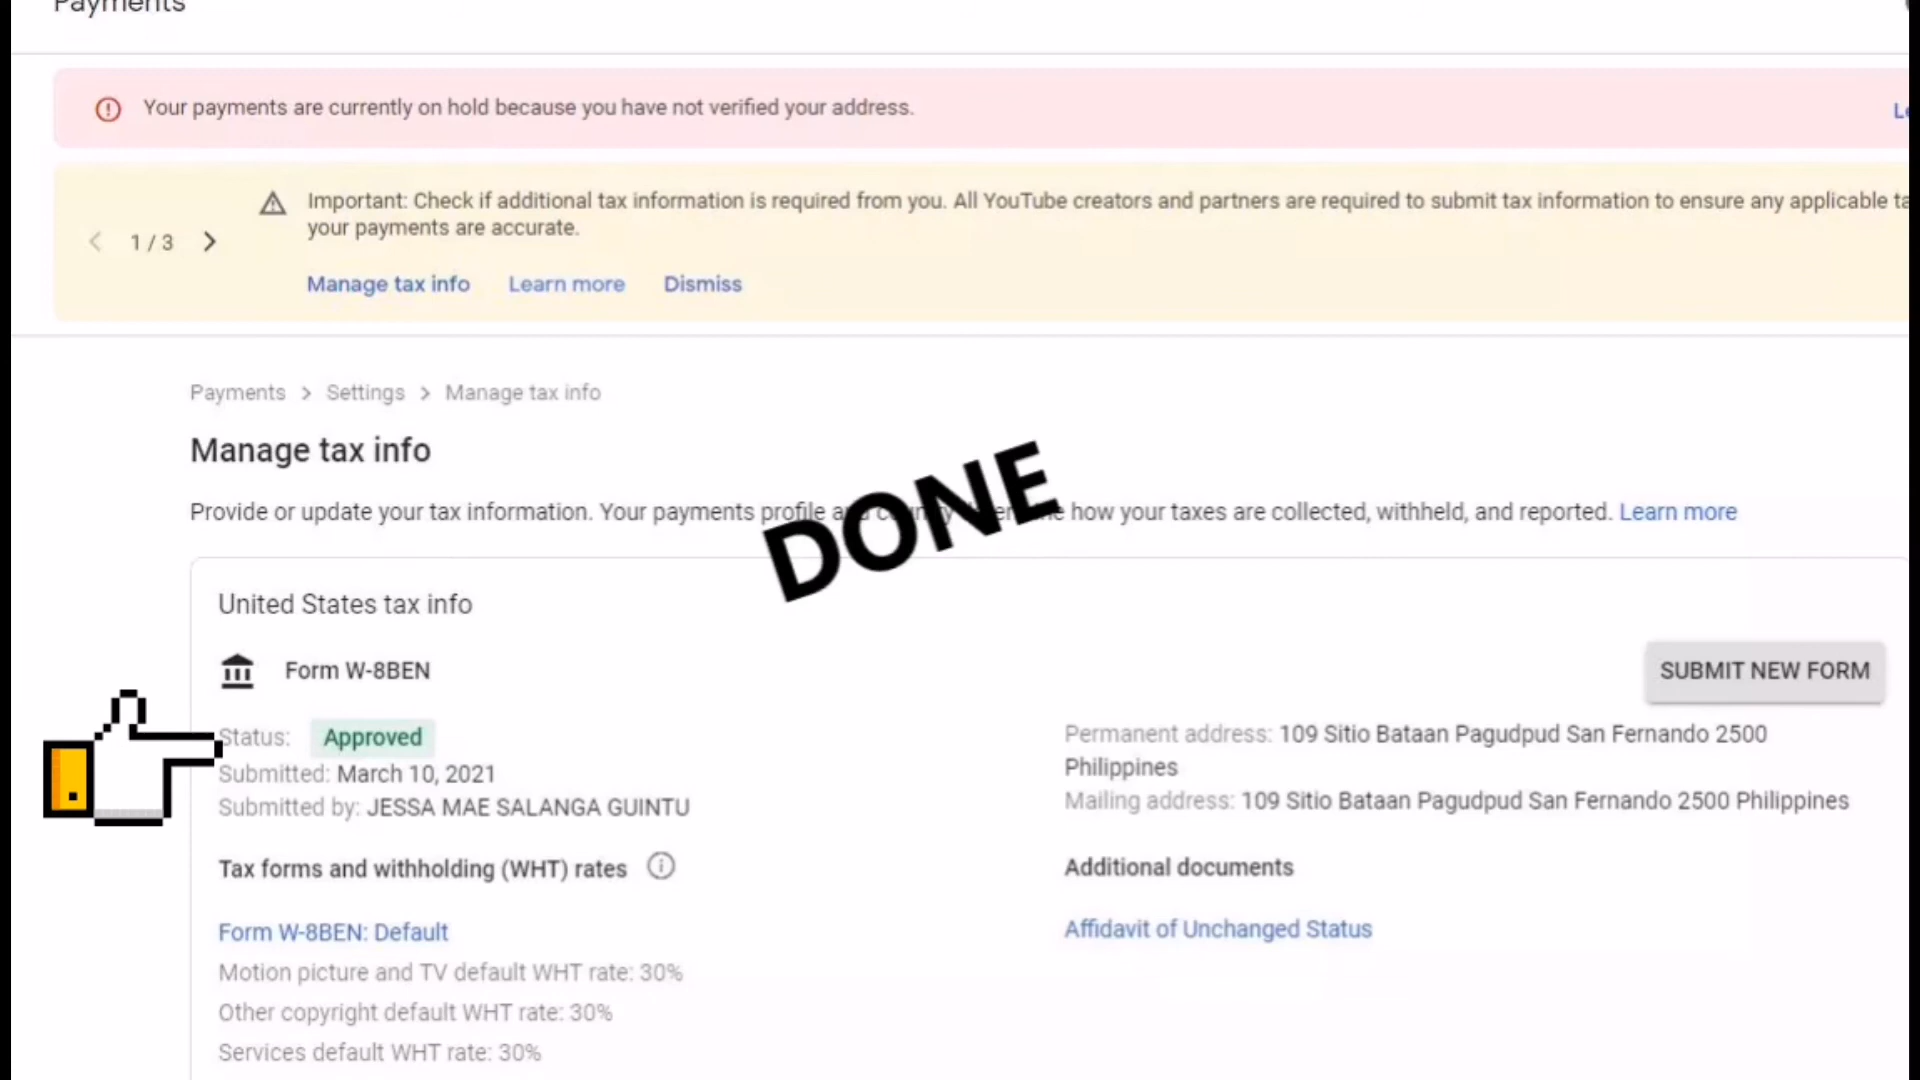 Payments
Your payments are currently on hold because you have not verified your address.
Important: Check if additional tax information is required from you. All YouTube creators and partners are required to submit tax information to ensure any applicable
your payments are accurate.
1 / 3
Manage tax info Learn more Dismiss
Payments > Settings > Manage tax info
Manage tax info
Provide or update your tax information. Your payments profile how your taxes are collected, withheld, and reported. Learn more
DONE
United States tax info
Form W-8BEN
SUBMIT NEW FORM
Status: Approved
Submitted: March 10, 2021
Submitted by: JESSA MAE SALANGA GUINTU
Permanent address: 109 Sitio Bataan Pagudpud San Fernando 2500
Philippines
Mailing address: 109 Sitio Bataan Pagudpud San Fernando 2500 Philippines
Tax forms and withholding (WHT) rates
Form W-8BEN: Default
Motion picture and TV default WHT rate: 30%
Other copyright default WHT rate: 30%
Services default WHT rate: 30%
Additional documents
Affidavit of Unchanged Status